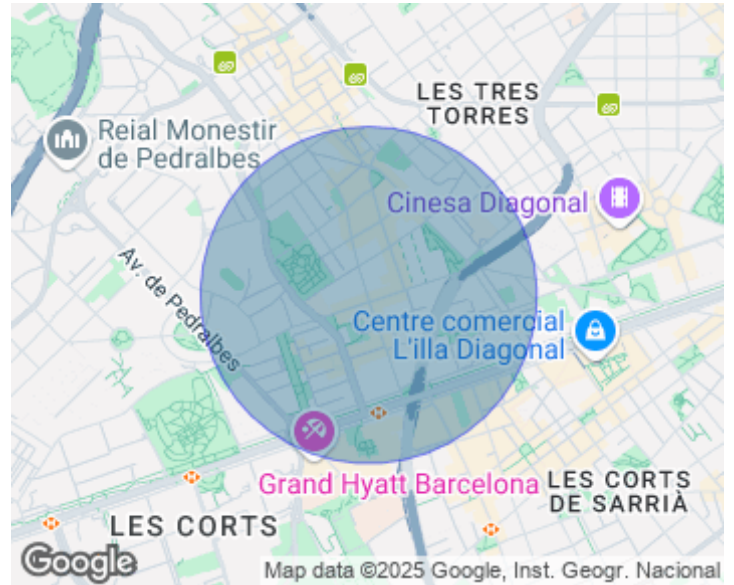 LES TRES
TORRES
Reial Monestir
de Pedralbes
Cinesa Diagonal
Av. de Pedralbes
Centre comercial
L'illa Diagonal
Grand Hyatt Barcelona
LES CORTS
DE SARRIÀ
LES CORTS
Google
Map data ©2025 Google, Inst. Geogr. Nacional